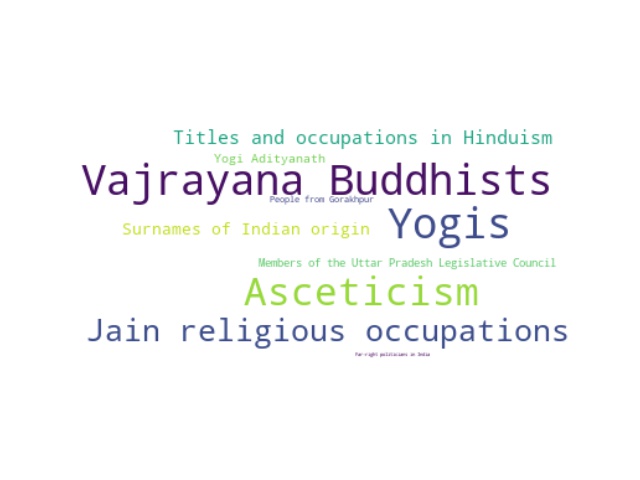 Titles and occupations in Hinduism
Yogi Adityanath
Vajrayana Buddhists
People from Gorakhpur
Yogis
Surnames of Indian origin
Members of the Uttar Pradesh Legislative Council
Asceticism
Jain religious occupations
Far-right politicians in India